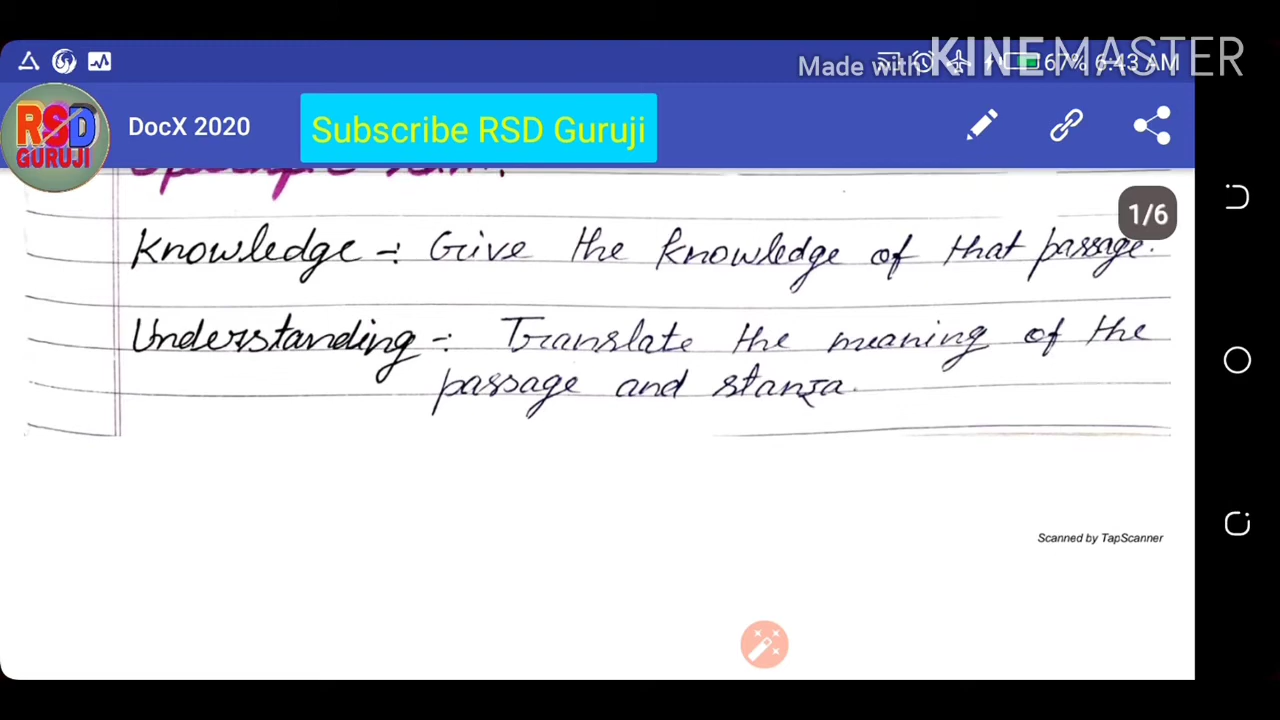 Made with KINEMASTER
67% 6:43 AM
RSD
GURUJI
DocX 2020
Subscribe RSD Guruji
1/6
Knowledge -: Give the knowledge of that passage.
Understanding -: Translate the meaning of the
passage and stanza.
Scanned by TapScanner